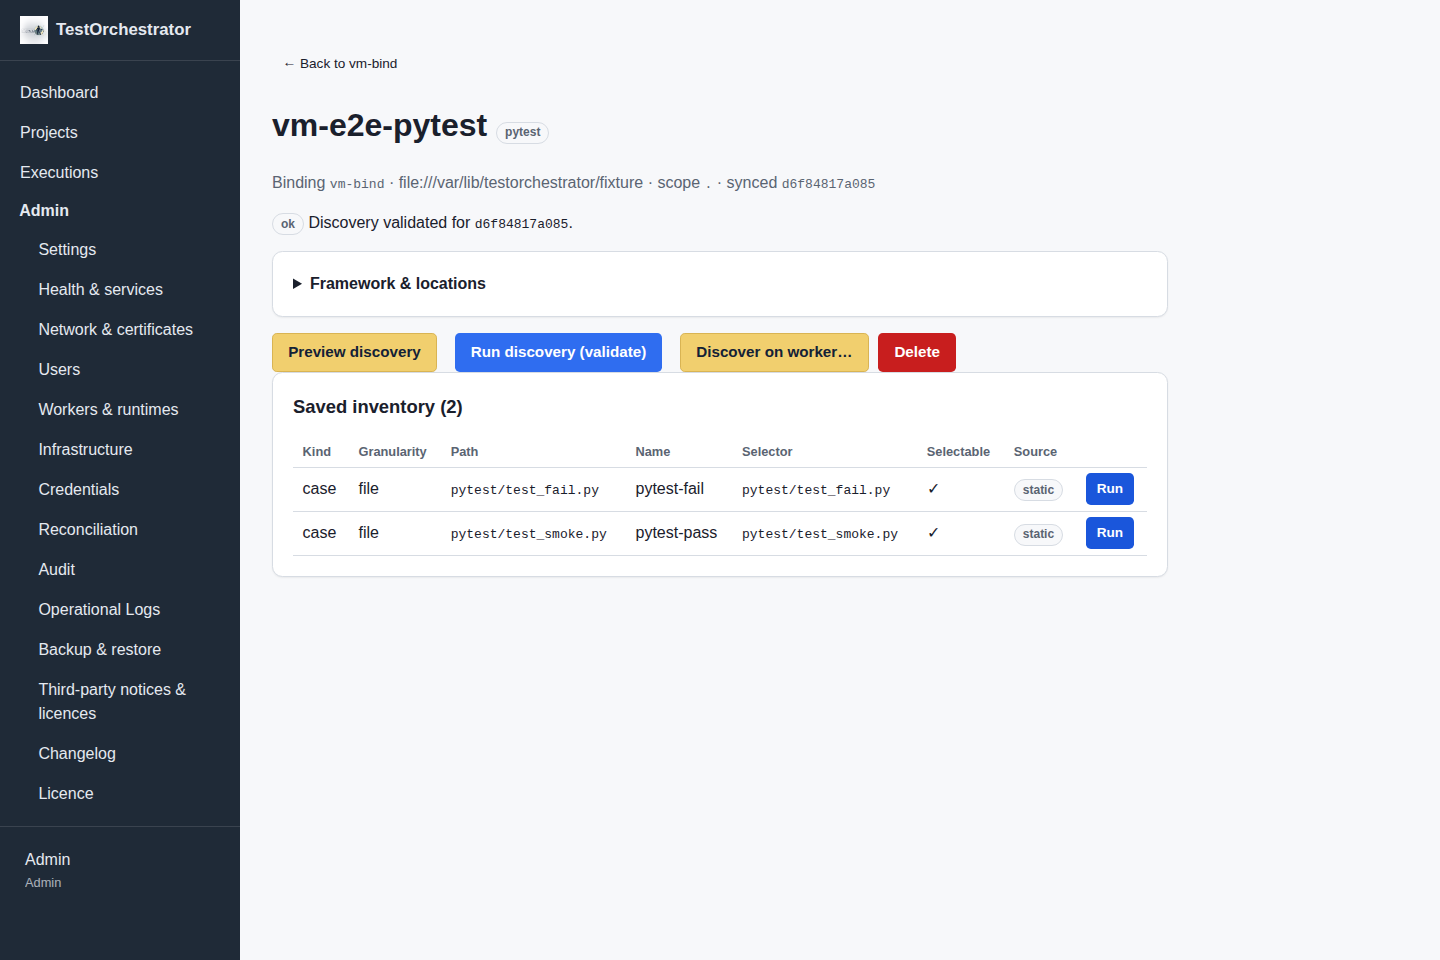 TestOrchestrator
Dashboard
Projects
Executions
Admin
Settings
Health & services
Network & certificates
Users
Workers & runtimes
Infrastructure
Credentials
Reconciliation
Audit
Operational Logs
Backup & restore
Third-party notices &
licences
Changelog
Licence
Admin
Admin
← Back to vm-bind
vm-e2e-pytest pytest
Binding vm-bind · file:///var/lib/testorchestrator/fixture · scope . · synced d6f84817a085
ok Discovery validated for d6f84817a085.
▶ Framework & locations
Preview discovery Run discovery (validate) Discover on worker… Delete
Saved inventory (2)
Kind Granularity Path Name Selector Selectable Source
case file pytest/test_fail.py pytest-fail pytest/test_fail.py ✓ static Run
case file pytest/test_smoke.py pytest-pass pytest/test_smoke.py ✓ static Run